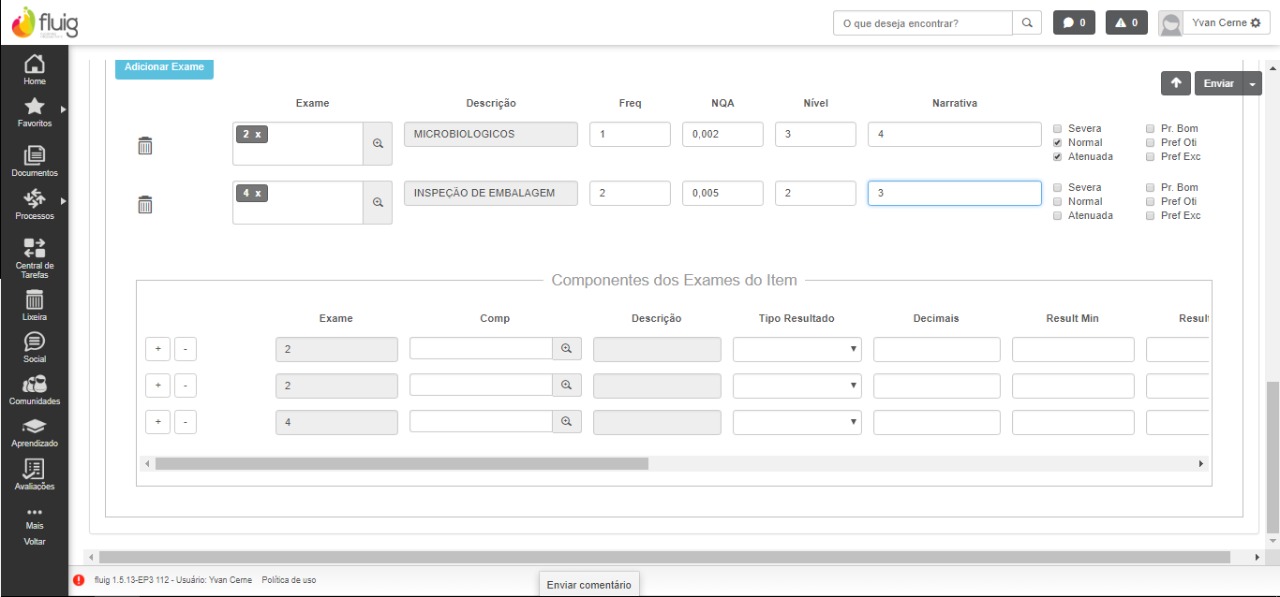 fluig
O que deseja encontrar?
0
0
Yvan Cerne
Home
Favoritos
Documentos
Processos
Central de
Tarefas
Lixeira
Social
Comunidades
Aprendizado
Avaliações
Mais
Voltar
Adicionar Exame
Enviar
Exame Descrição Freq NQA Nível Narrativa
2 x MICROBIOLOGICOS 1 0,002 3 4
Severa Pr. Bom
Normal Pref Oti
Atenuada Pref Exc
4 x INSPEÇÃO DE EMBALAGEM 2 0,005 2 3
Severa Pr. Bom
Normal Pref Oti
Atenuada Pref Exc
Componentes dos Exames do Item
Exame Comp Descrição Tipo Resultado Decimais Result Min Result
+ - 2
+ - 2
+ - 4
fluig 1.5.13-EP3 112 - Usuário: Yvan Cerne Política de uso
Enviar comentário